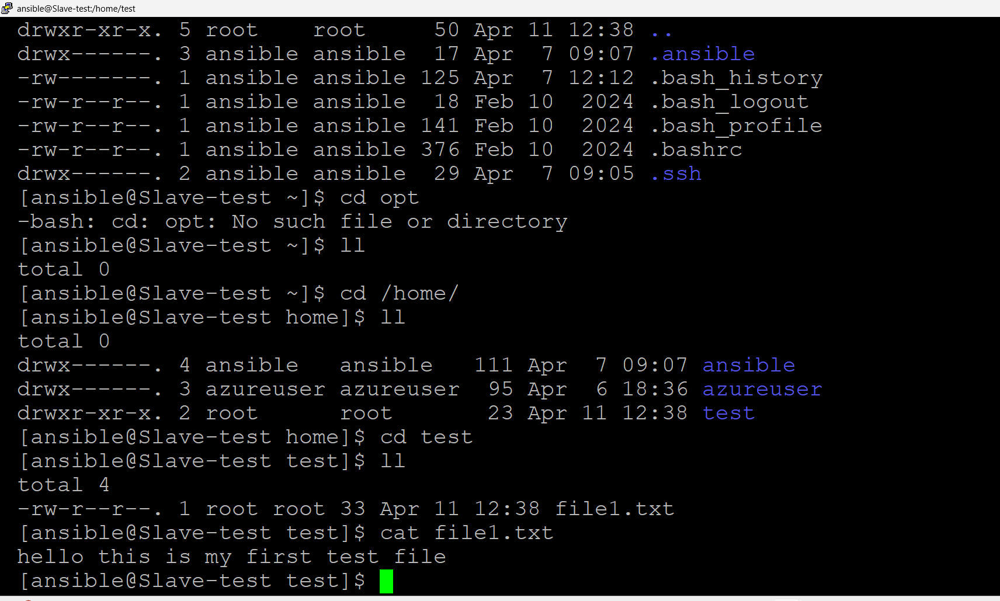 ansible@Slave-test:/home/test
drwxr-xr-x. 5 root    root     50 Apr 11 12:38 ..
drwx------. 3 ansible ansible  17 Apr  7 09:07 .ansible
-rw-------. 1 ansible ansible 125 Apr  7 12:12 .bash_history
-rw-r--r--. 1 ansible ansible  18 Feb 10  2024 .bash_logout
-rw-r--r--. 1 ansible ansible 141 Feb 10  2024 .bash_profile
-rw-r--r--. 1 ansible ansible 376 Feb 10  2024 .bashrc
drwx------. 2 ansible ansible  29 Apr  7 09:05 .ssh
[ansible@Slave-test ~]$ cd opt
-bash: cd: opt: No such file or directory
[ansible@Slave-test ~]$ ll
total 0
[ansible@Slave-test ~]$ cd /home/
[ansible@Slave-test home]$ ll
total 0
drwx------. 4 ansible   ansible   111 Apr  7 09:07 ansible
drwx------. 3 azureuser azureuser  95 Apr  6 18:36 azureuser
drwxr-xr-x. 2 root      root       23 Apr 11 12:38 test
[ansible@Slave-test home]$ cd test
[ansible@Slave-test test]$ ll
total 4
-rw-r--r--. 1 root root 33 Apr 11 12:38 file1.txt
[ansible@Slave-test test]$ cat file1.txt
hello this is my first test file
[ansible@Slave-test test]$